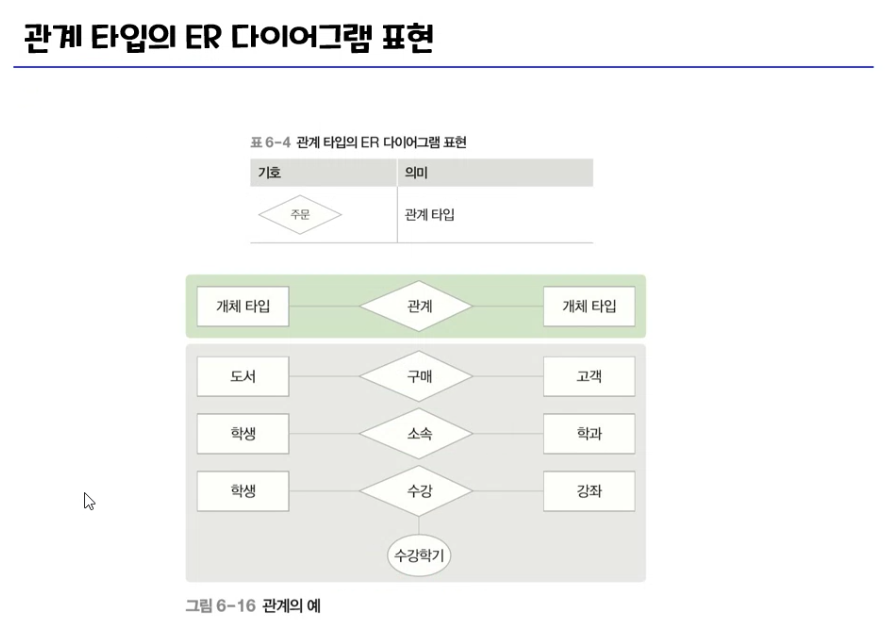 관계 타입의 ER 다이어그램 표현
표 6-4 관계 타입의 ER 다이어그램 표현
기호 의미
주문 관계 타입
개체 타입 관계 개체 타입
도서 구매 고객
학생 소속 학과
학생 수강 강좌
수강학기
그림 6-16 관계의 예